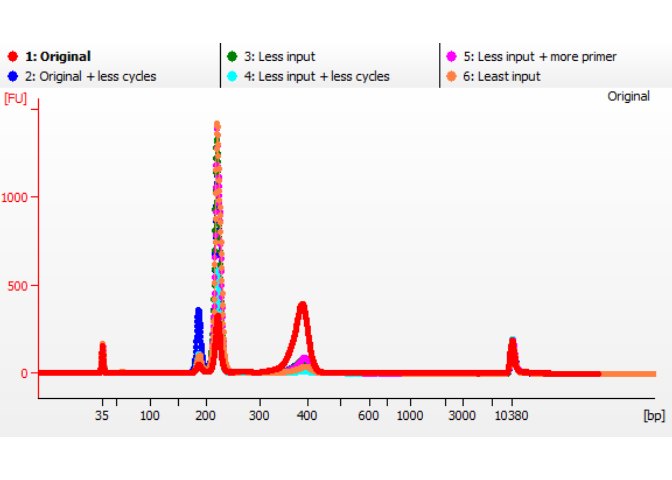 1: Original
2: Original + less cycles
3: Less input
4: Less input + less cycles
5: Less input + more primer
6: Least input
[FU]
Original
1000
500
0
35 100 200 300 400 600 1000 3000 10380 [bp]